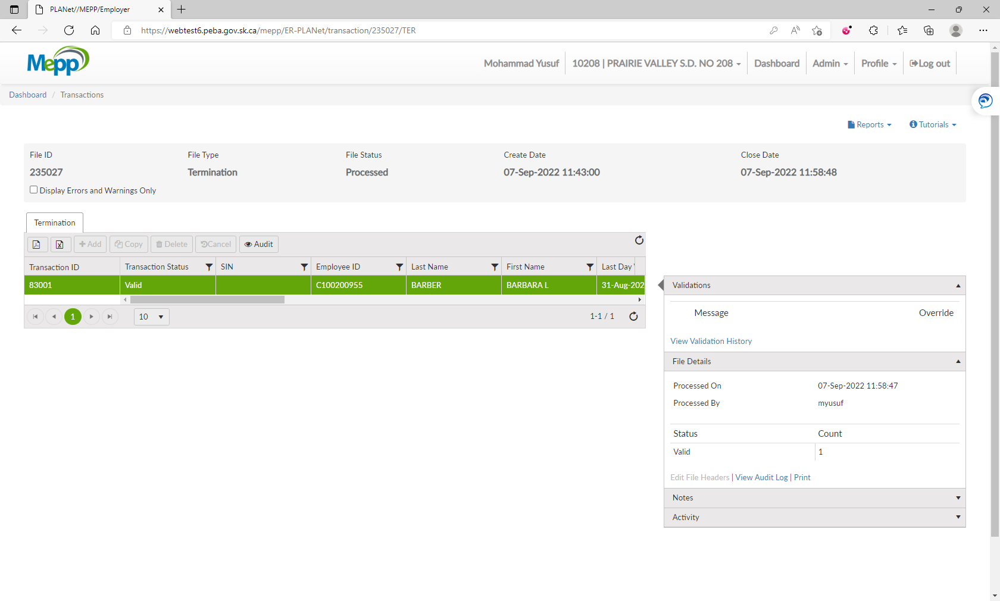 PLANet//MEPP/Employer
https://webtest6.peba.gov.sk.ca/mepp/ER-PLANet/transaction/235027/TER
Mepp
Mohammad Yusuf
10208 | PRAIRIE VALLEY S.D. NO 208
Dashboard
Admin
Profile
Log out
Dashboard / Transactions
Reports
Tutorials
File ID
File Type
File Status
Create Date
Close Date
235027
Termination
Processed
07-Sep-2022 11:43:00
07-Sep-2022 11:58:48
Display Errors and Warnings Only
Termination
Add
Copy
Delete
Cancel
Audit
Transaction ID
Transaction Status
SIN
Employee ID
Last Name
First Name
Last Day
83001
Valid
C100200955
BARBER
BARBARA L
31-Aug-202
1
10
1-1 / 1
Validations
Message
Override
View Validation History
File Details
Processed On
07-Sep-2022 11:58:47
Processed By
myusuf
Status
Count
Valid
1
Edit File Headers | View Audit Log | Print
Notes
Activity